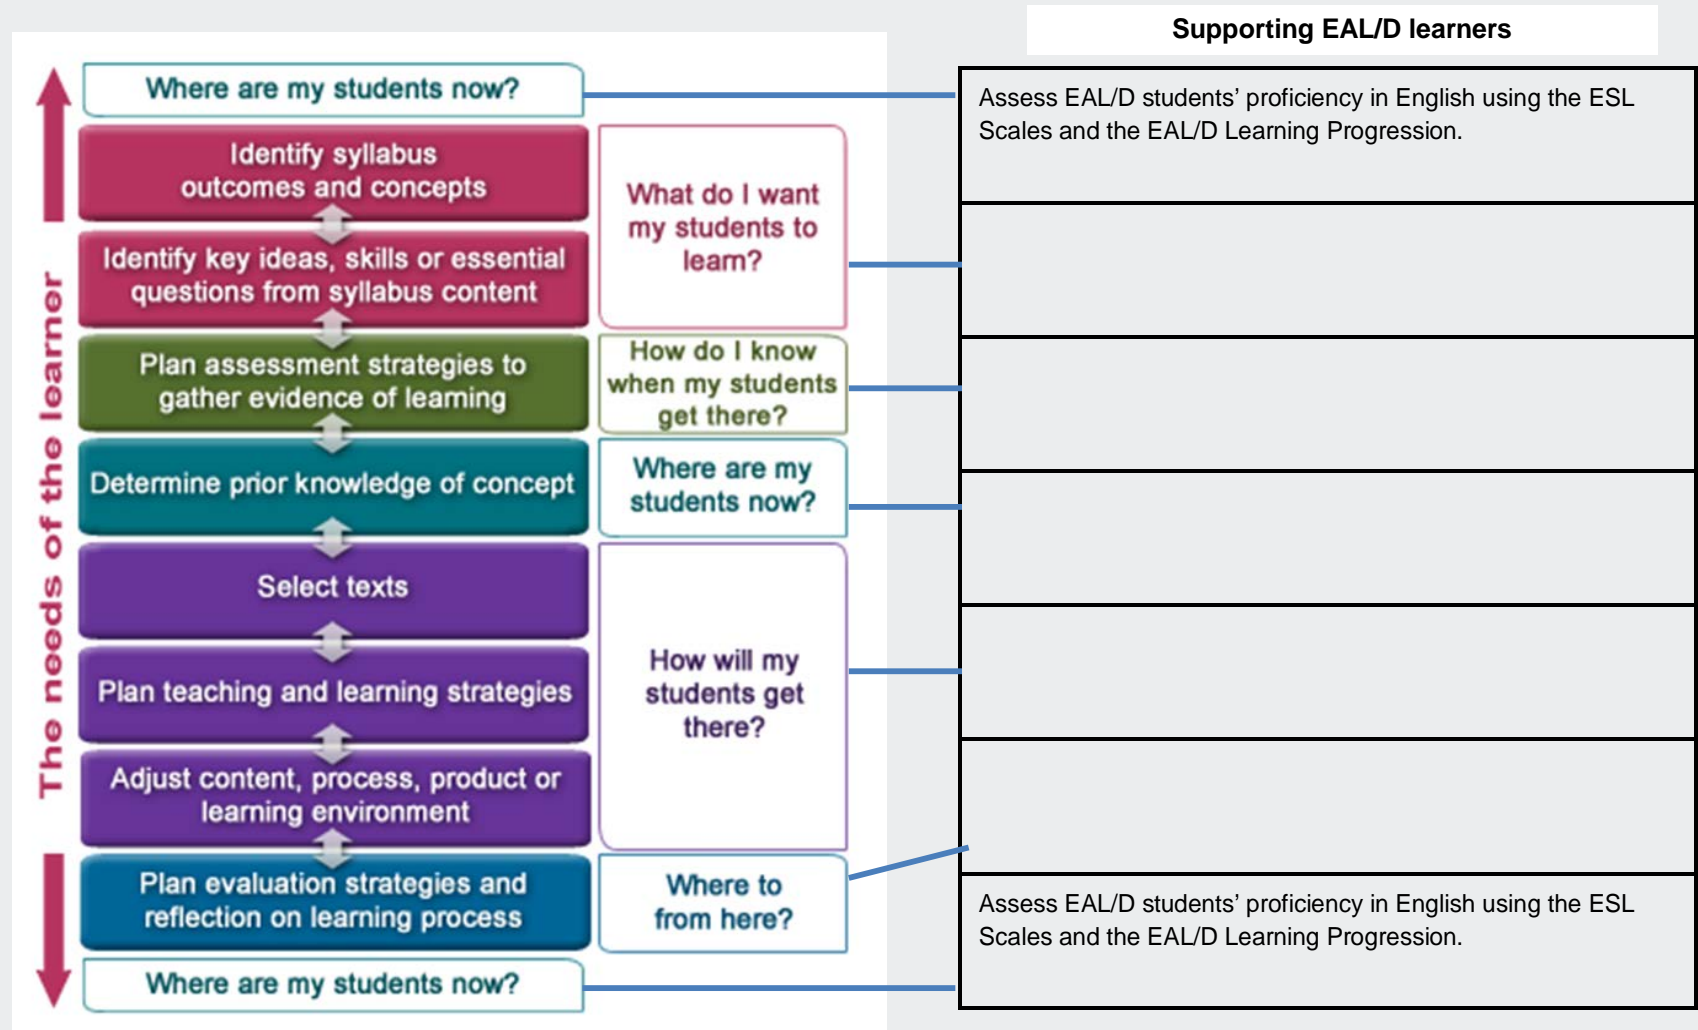 Supporting EAL/D learners
The needs of the learner
Where are my students now?
Assess EAL/D students’ proficiency in English using the ESL
Scales and the EAL/D Learning Progression.
Identify syllabus
outcomes and concepts
Identify key ideas, skills or essential
questions from syllabus content
What do I want
my students to
learn?
Plan assessment strategies to
gather evidence of learning
How do I know
when my students
get there?
Determine prior knowledge of concept
Where are my
students now?
Select texts
Plan teaching and learning strategies
Adjust content, process, product or
learning environment
How will my
students get
there?
Plan evaluation strategies and
reflection on learning process
Where to
from here?
Where are my students now?
Assess EAL/D students’ proficiency in English using the ESL
Scales and the EAL/D Learning Progression.